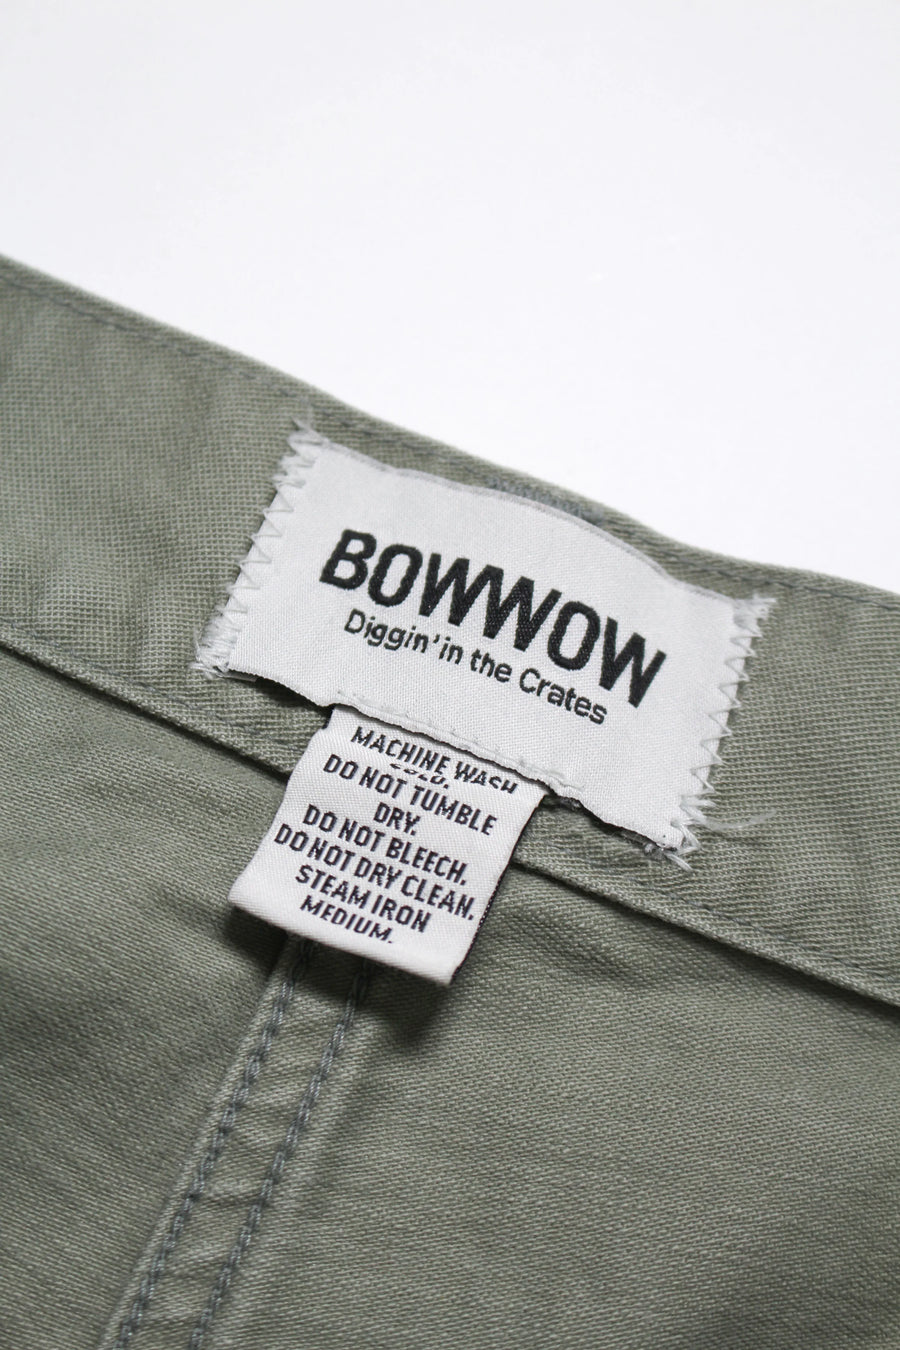 BOWWOW
Diggin' in the Crates
MACHINE WASH
COLD.
DO NOT TUMBLE
DRY.
DO NOT BLEECH.
DO NOT DRY CLEAN.
STEAM IRON
MEDIUM.